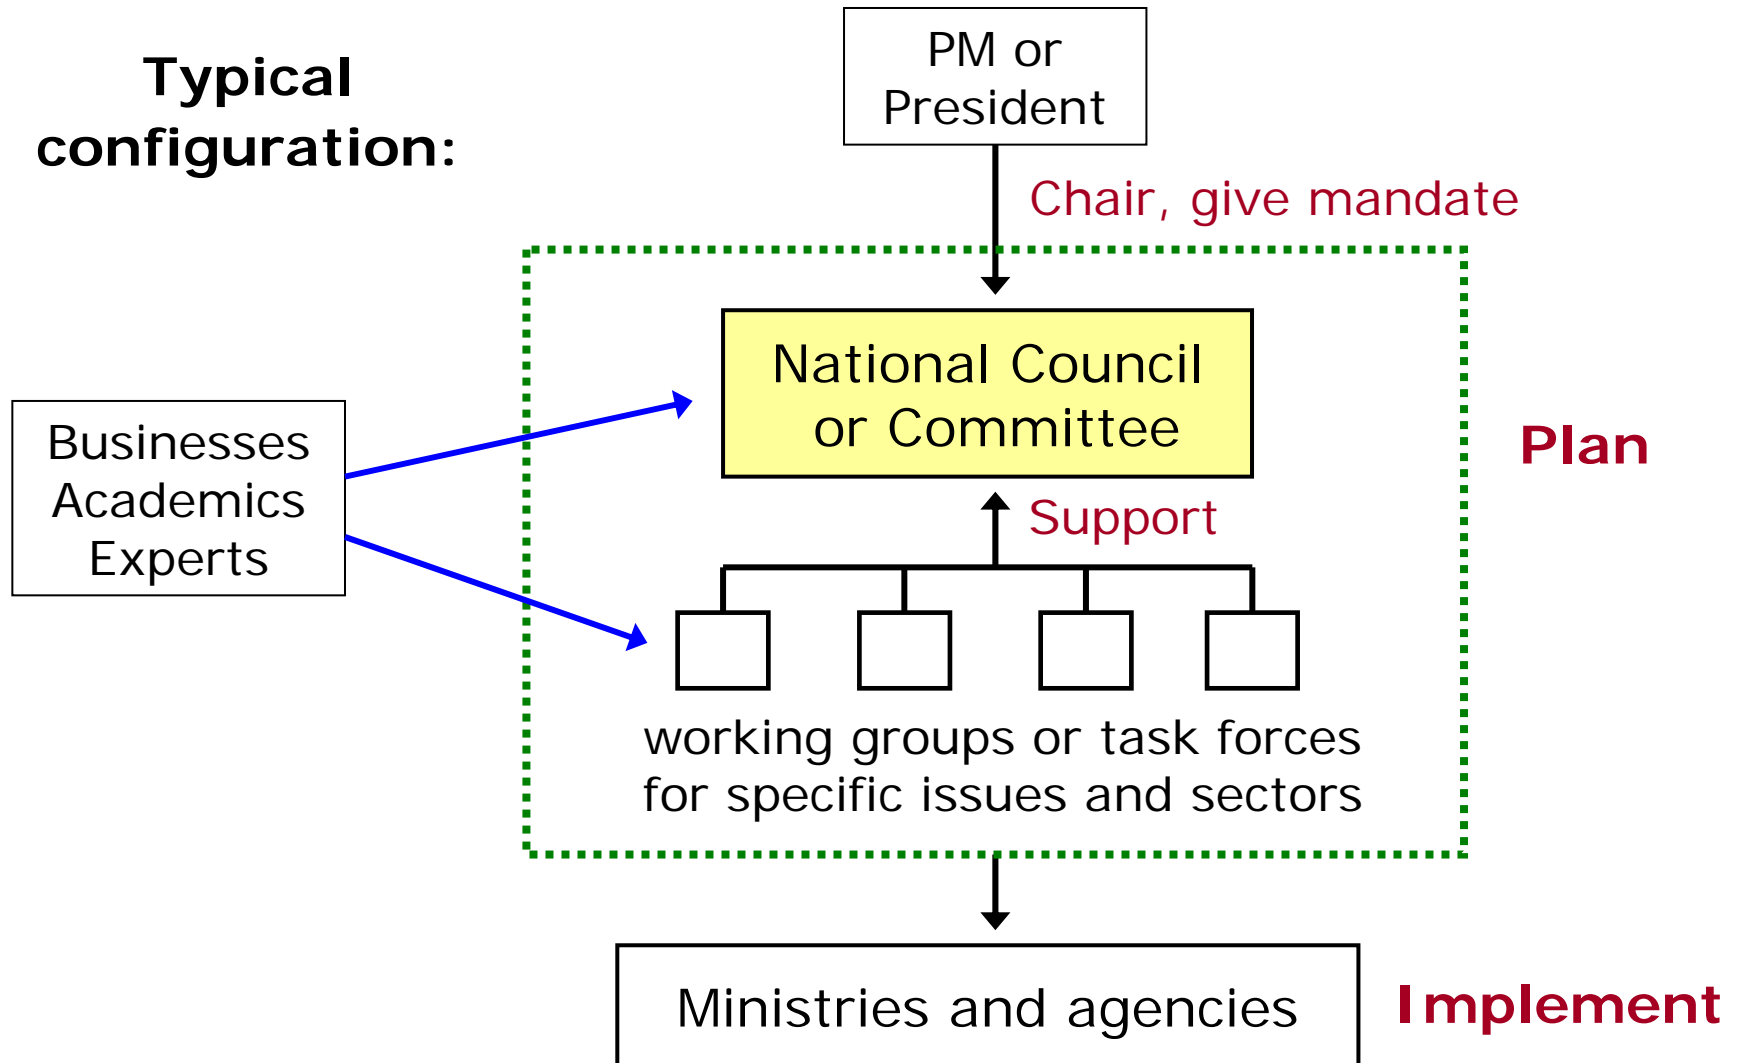 Typical
configuration:
PM or
President
Chair, give mandate
National Council
or Committee
Businesses
Academics
Experts
Plan
Support
working groups or task forces
for specific issues and sectors
Ministries and agencies
Implement